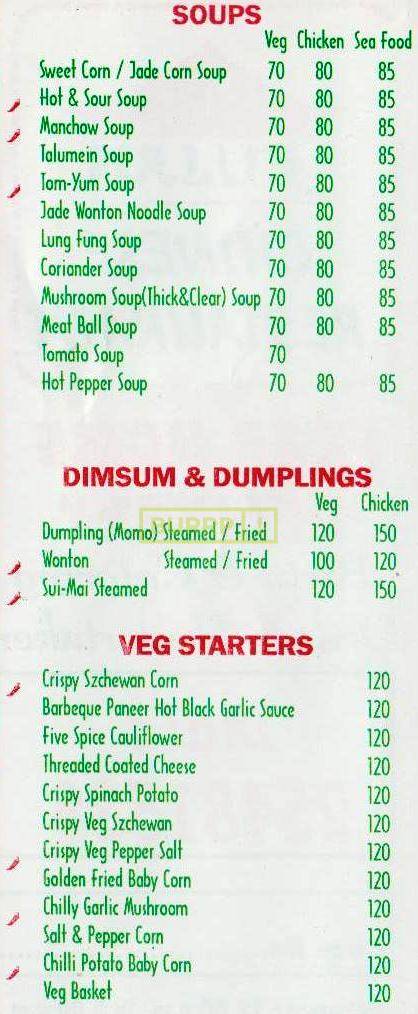 SOUPS
Veg Chicken Sea Food
Sweet Corn / Jade Corn Soup 70 80 85
Hot & Sour Soup 70 80 85
Manchow Soup 70 80 85
Talumein Soup 70 80 85
Tom-Yum Soup 70 80 85
Jade Wonton Noodle Soup 70 80 85
Lung Fung Soup 70 80 85
Coriander Soup 70 80 85
Mushroom Soup(Thick&Clear) Soup 70 80 85
Meat Ball Soup 70 80 85
Tomato Soup 70
Hot Pepper Soup 70 80 85
DIMSUM & DUMPLINGS
Veg Chicken
Dumpling (Momo) Steamed / Fried 120 150
Wonton Steamed / Fried 100 120
Sui-Mai Steamed 120 150
VEG STARTERS
Crispy Szchewan Corn 120
Barbeque Paneer Hot Black Garlic Sauce 120
Five Spice Cauliflower 120
Threaded Coated Cheese 120
Crispy Spinach Potato 120
Crispy Veg Szchewan 120
Crispy Veg Pepper Salt 120
Golden Fried Baby Corn 120
Chilly Garlic Mushroom 120
Salt & Pepper Corn 120
Chilli Potato Baby Corn 120
Veg Basket 120